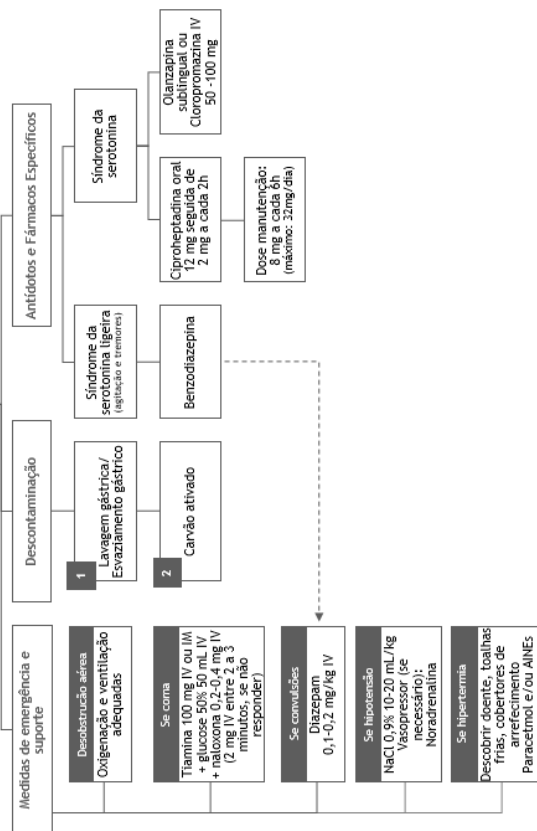 Medidas de emergência e
suporte
Desobstrução aérea
Oxigenação e ventilação
adequadas
Se coma
Tiamina 100 mg IV ou IM
+ glucose 50% 50 mL IV
+ naloxona 0,2-0,4 mg IV
(2 mg IV entre 2 a 3
minutos, se não
responder)
Se convulsões
Diazepam
0,1-0,2 mg/kg IV
Se hipotensão
NaCl 0,9% 10-20 mL/kg
Vasopressor (se
necessário):
Noradrenalina
Se hipertermia
Descobrir doente, toalhas
frias, cobertores de
arrefecimento
Paracetmol e/ou AINEs
Descontaminação
1
Lavagem gástrica/
Esvaziamento gástrico
2
Carvão ativado
Antídotos e Fármacos Específicos
Síndrome da
serotonina ligeira
(agitação e tremores)
Benzodiazepina
Síndrome da
serotonina
Ciproheptadina oral
12 mg seguida de
2 mg a cada 2h
Dose manutenção:
8 mg a cada 6h
(máximo: 32mg/dia)
Olanzapina
sublingual ou
Cloropromazina IV
50 -100 mg